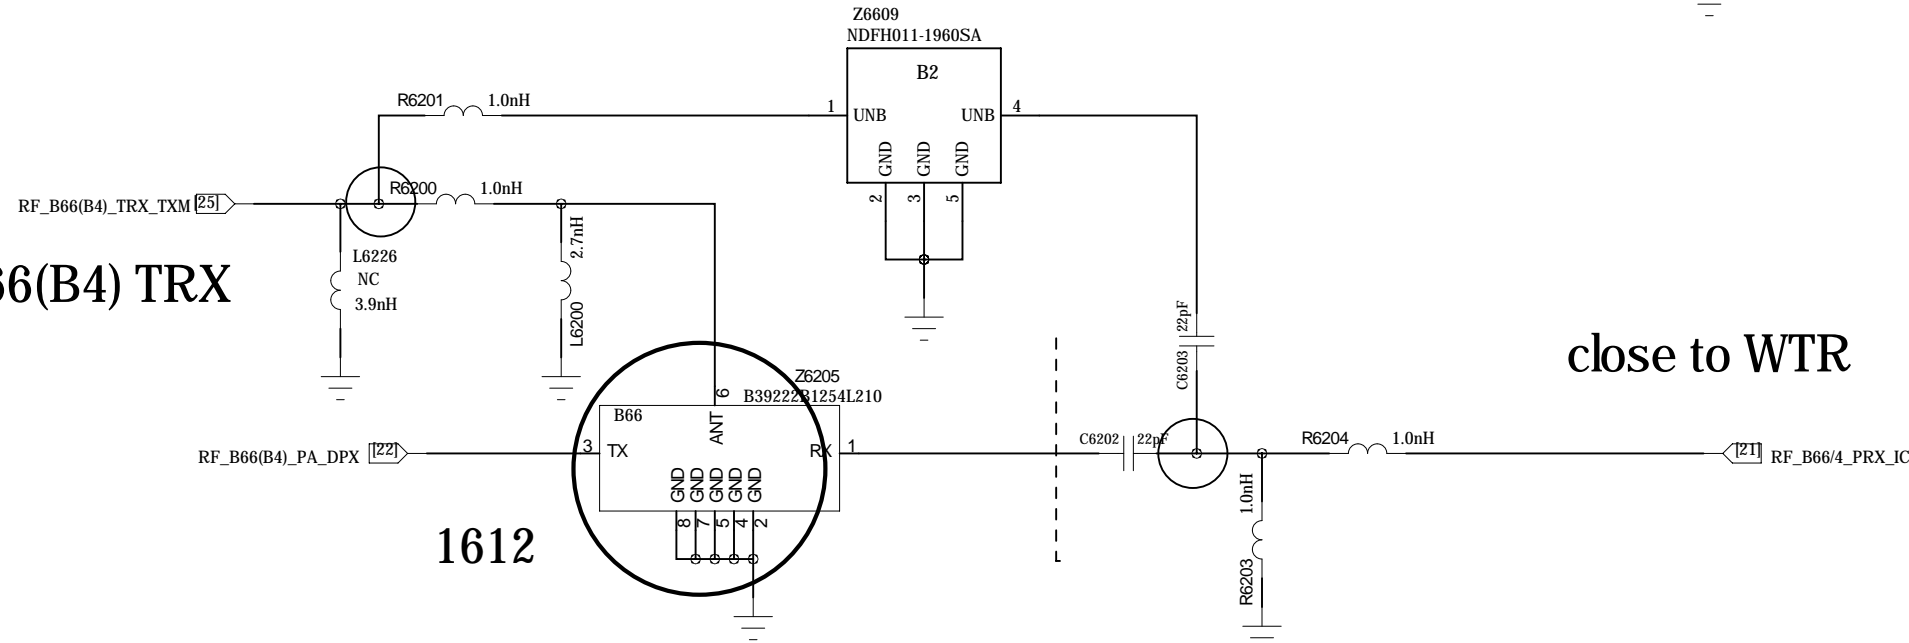 Z6609
NDFH011-1960SA
B2
R6201
1.0nH
1
UNB
UNB
4
GND
GND
GND
2
3
5
RF_B66(B4)_TRX_TXM
[25]
R6200
1.0nH
L6226
NC
3.9nH
2.7nH
L6200
66(B4) TRX
22pF
C6203
close to WTR
Z6205
B39222B1254L210
B66
6
ANT
RF_B66(B4)_PA_DPX
[22]
3
TX
RX
1
GND
GND
GND
GND
GND
8
7
5
4
2
1612
C6202
22pF
R6204
1.0nH
[21]
RF_B66/4_PRX_IC
1.0nH
R6203